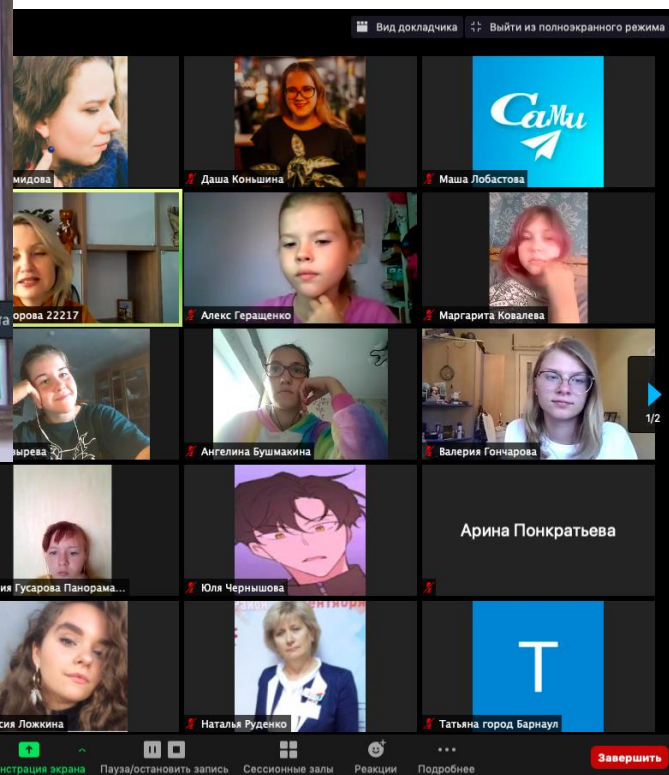 Вид докладчика
Выйти из полноэкранного режима
мидова
Даша Коньшина
Сами
Маша Лобастова
та
орова 22217
Алекс Геращенко
Маргарита Ковалева
зырева
Ангелина Бушмакина
Валерия Гончарова
1/2
ия Гусарова Панорама...
Юля Чернышова
Арина Понкратьева
сия Ложкина
Наталья Руденко
Т
Татьяна город Барнаул
нстрация экрана
Пауза/остановить запись
Сессионные залы
Реакции
Подробнее
Завершить